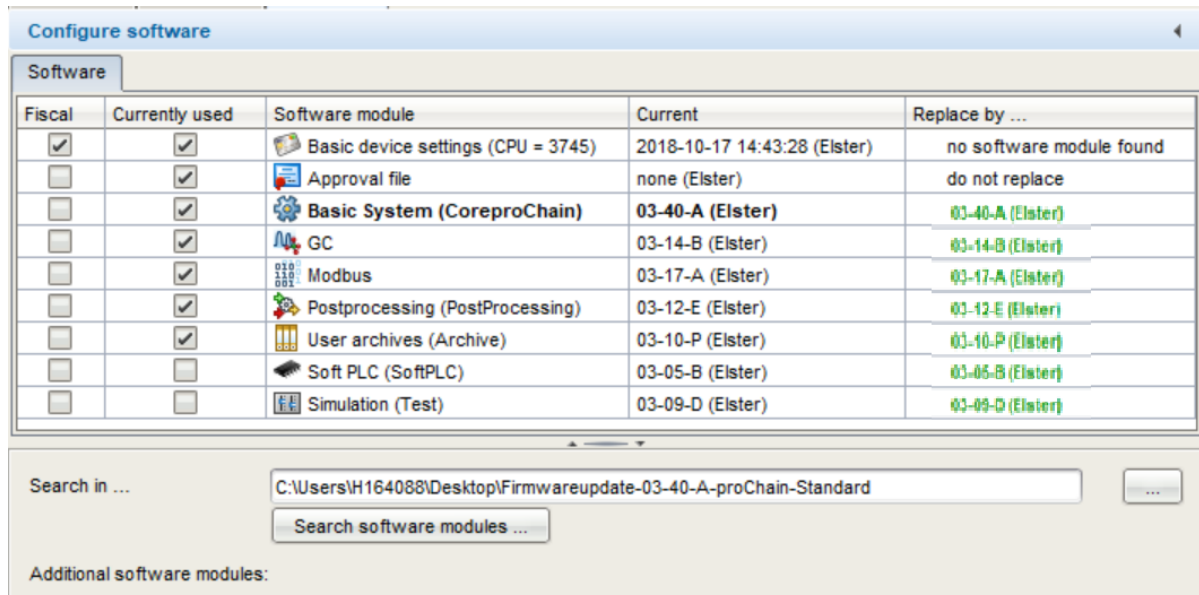 Configure software
Software
Fiscal Currently used Software module Current Replace by ...
Basic device settings (CPU = 3745) 2018-10-17 14:43:28 (Elster) no software module found
Approval file none (Elster) do not replace
Basic System (CoreproChain) 03-40-A (Elster) 03-40-A (Elster)
GC 03-14-B (Elster) 03-14-B (Elster)
Modbus 03-17-A (Elster) 03-17-A (Elster)
Postprocessing (PostProcessing) 03-12-E (Elster) 03-12-E (Elster)
User archives (Archive) 03-10-P (Elster) 03-10-P (Elster)
Soft PLC (SoftPLC) 03-05-B (Elster) 03-05-B (Elster)
Simulation (Test) 03-09-D (Elster) 03-09-D (Elster)
Search in ... C:\Users\H164088\Desktop\Firmwareupdate-03-40-A-proChain-Standard ...
Search software modules ...
Additional software modules: